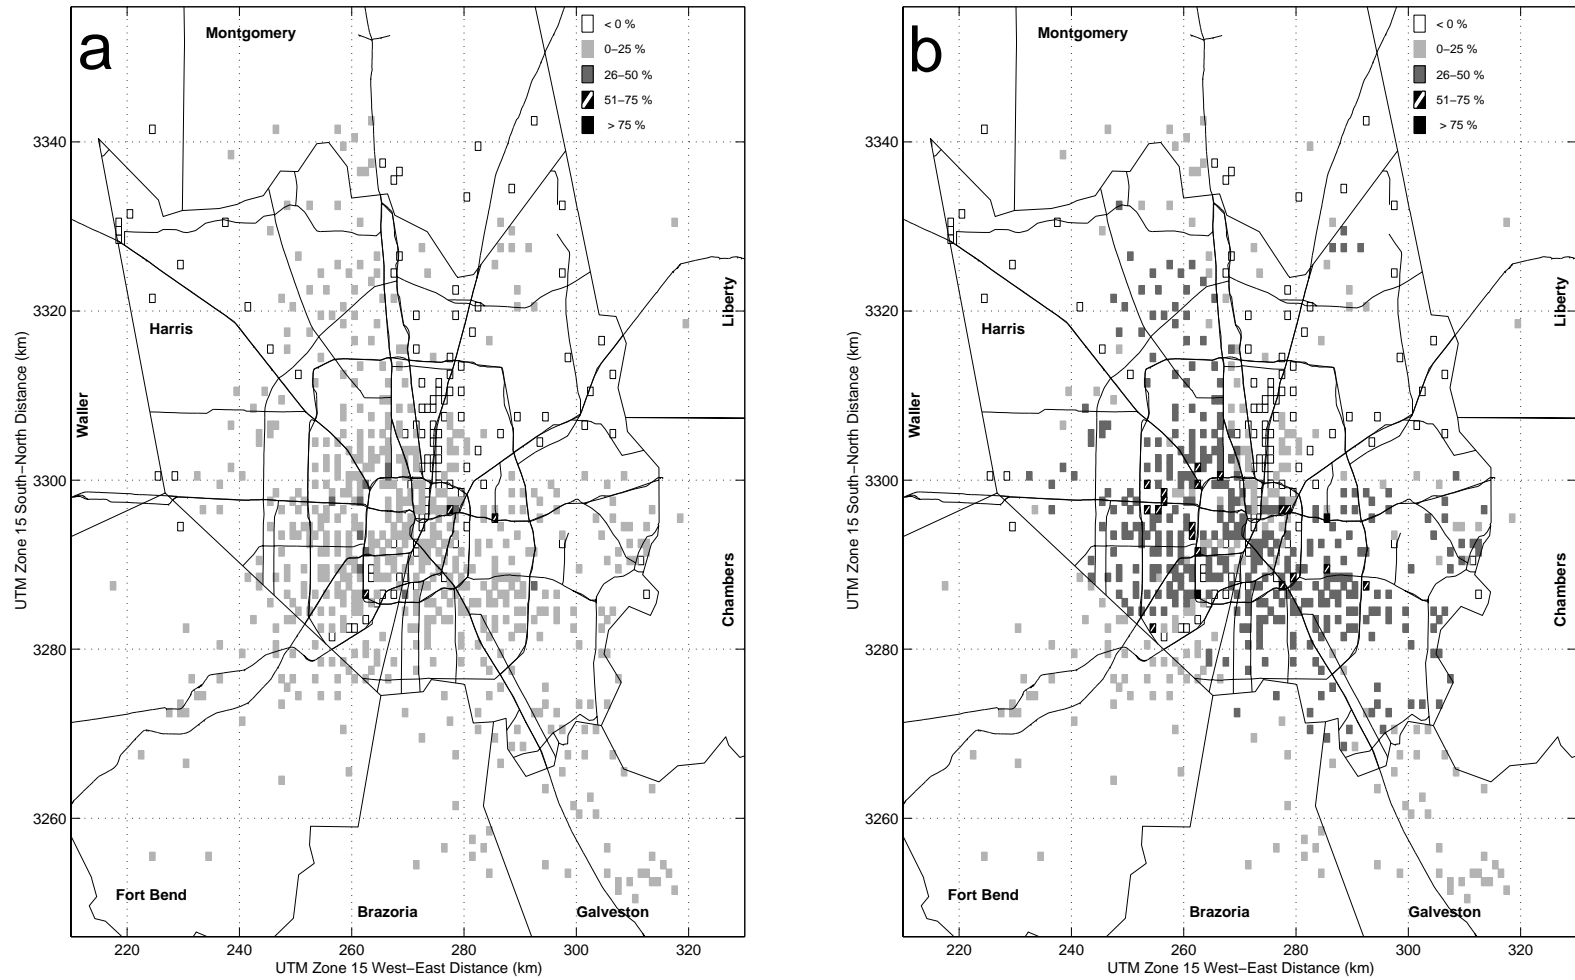 a
Montgomery
< 0 %
0−25 %
26−50 %
51−75 %
> 75 %
3340
3320
3300
3280
3260
Harris
Liberty
Waller
Chambers
Fort Bend
Brazoria
Galveston
220 240 260 280 300 320
UTM Zone 15 West−East Distance (km)
UTM Zone 15 South−North Distance (km)
b
Montgomery
< 0 %
0−25 %
26−50 %
51−75 %
> 75 %
3340
3320
3300
3280
3260
Harris
Liberty
Waller
Chambers
Fort Bend
Brazoria
Galveston
220 240 260 280 300 320
UTM Zone 15 West−East Distance (km)
UTM Zone 15 South−North Distance (km)